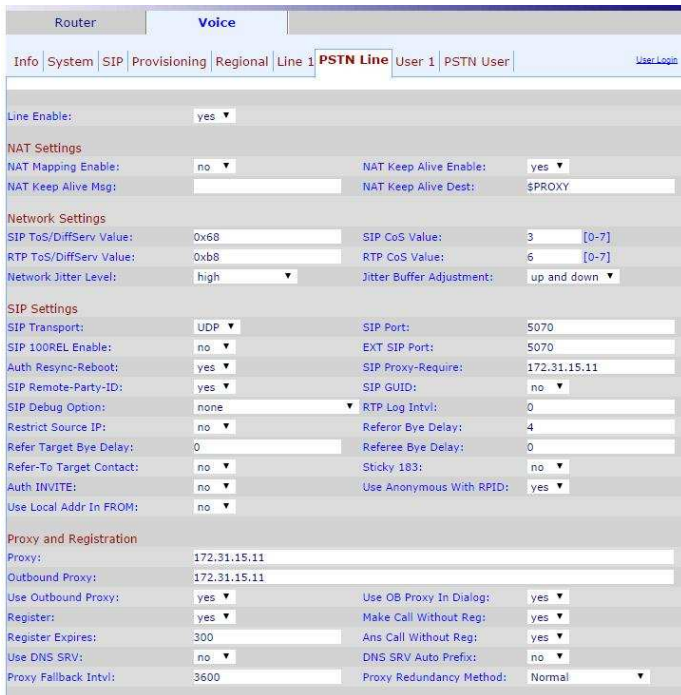 Router Voice
Info System SIP Provisioning Regional Line 1 PSTN Line User 1 PSTN User User Login
Line Enable: yes
NAT Settings
NAT Mapping Enable: no NAT Keep Alive Enable: yes
NAT Keep Alive Msg: NAT Keep Alive Dest: $PROXY
Network Settings
SIP ToS/DiffServ Value: 0x68 SIP CoS Value: 3 [0-7]
RTP ToS/DiffServ Value: 0xb8 RTP CoS Value: 6 [0-7]
Network Jitter Level: high Jitter Buffer Adjustment: up and down
SIP Settings
SIP Transport: UDP SIP Port: 5070
SIP 100REL Enable: no EXT SIP Port: 5070
Auth Resync-Reboot: yes SIP Proxy-Require: 172.31.15.11
SIP Remote-Party-ID: yes SIP GUID: no
SIP Debug Option: none RTP Log Intvl: 0
Restrict Source IP: no Referor Bye Delay: 4
Refer Target Bye Delay: 0 Referee Bye Delay: 0
Refer-To Target Contact: no Sticky 183: no
Auth INVITE: no Use Anonymous With RPID: yes
Use Local Addr In FROM: no
Proxy and Registration
Proxy: 172.31.15.11
Outbound Proxy: 172.31.15.11
Use Outbound Proxy: yes Use OB Proxy In Dialog: yes
Register: yes Make Call Without Reg: yes
Register Expires: 300 Ans Call Without Reg: yes
Use DNS SRV: no DNS SRV Auto Prefix: no
Proxy Fallback Intvl: 3600 Proxy Redundancy Method: Normal